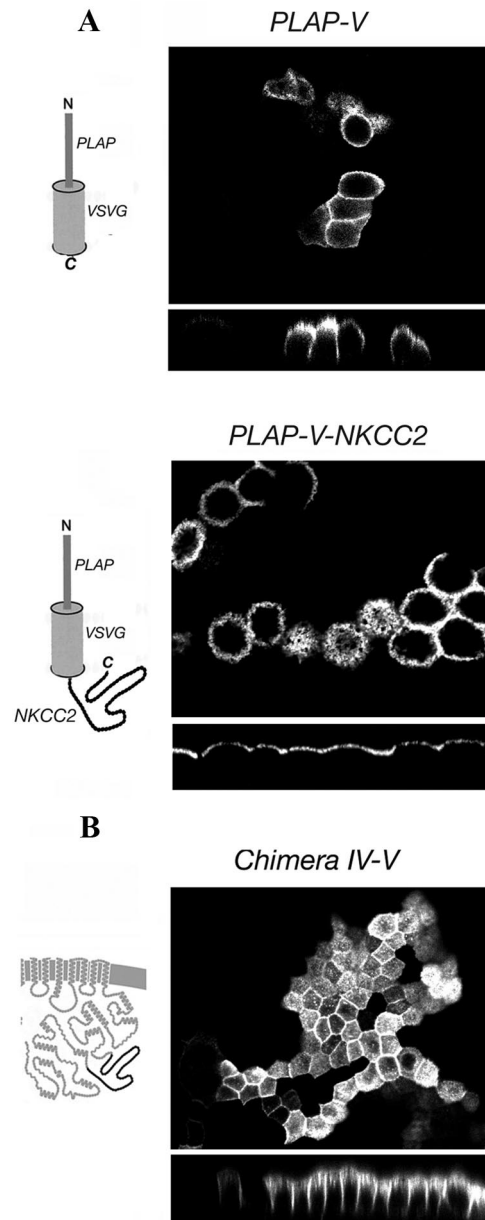 A
PLAP-V
N
PLAP
VSVG
C
PLAP-V-NKCC2
N
PLAP
VSVG
C
NKCC2
B
Chimera IV-V